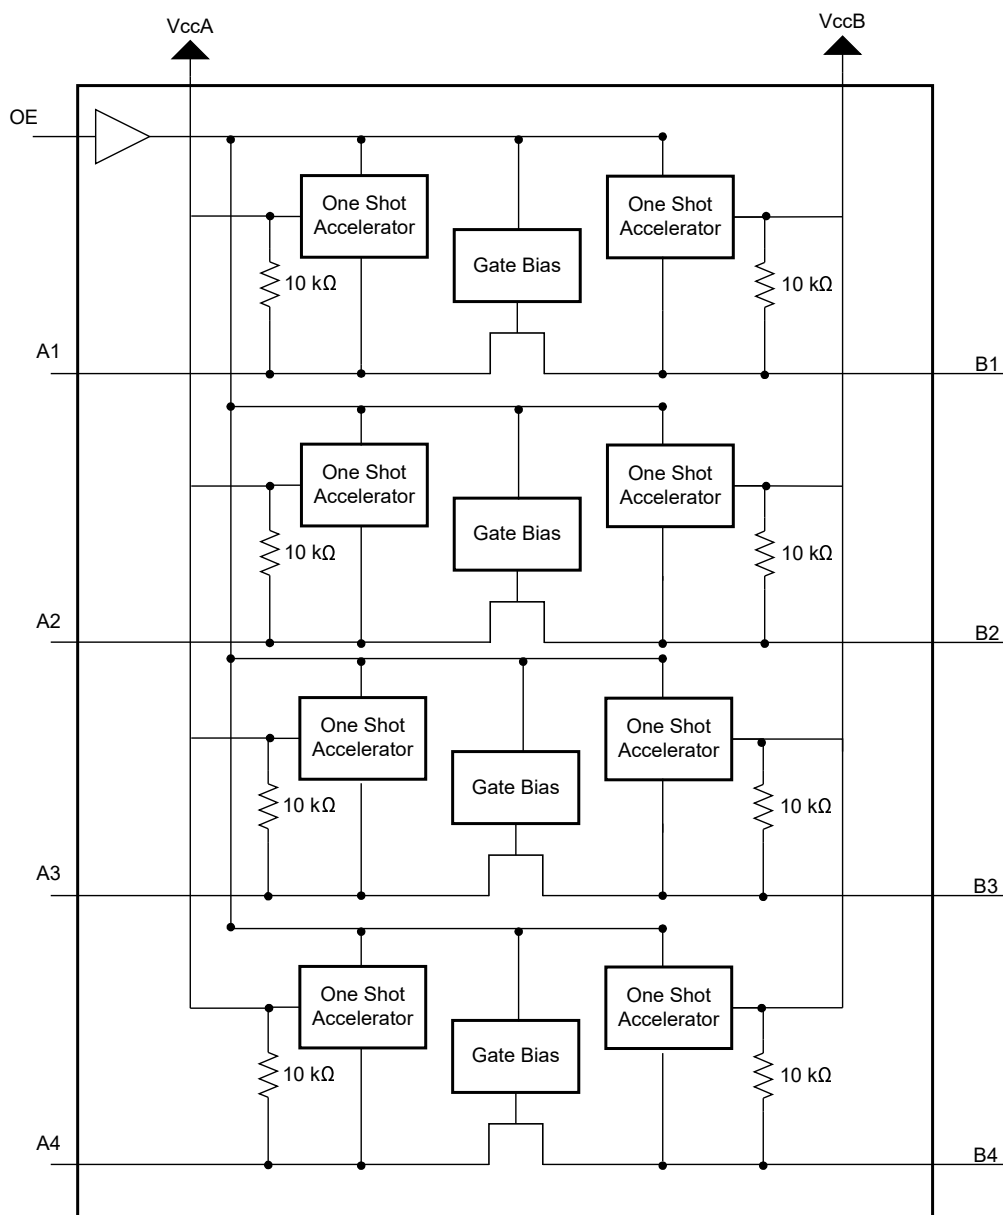 VccA
VccB
OE
One Shot
Accelerator
One Shot
Accelerator
Gate Bias
10 kΩ
10 kΩ
A1
B1
One Shot
Accelerator
One Shot
Accelerator
Gate Bias
10 kΩ
10 kΩ
A2
B2
One Shot
Accelerator
One Shot
Accelerator
Gate Bias
10 kΩ
10 kΩ
A3
B3
One Shot
Accelerator
One Shot
Accelerator
Gate Bias
10 kΩ
10 kΩ
A4
B4